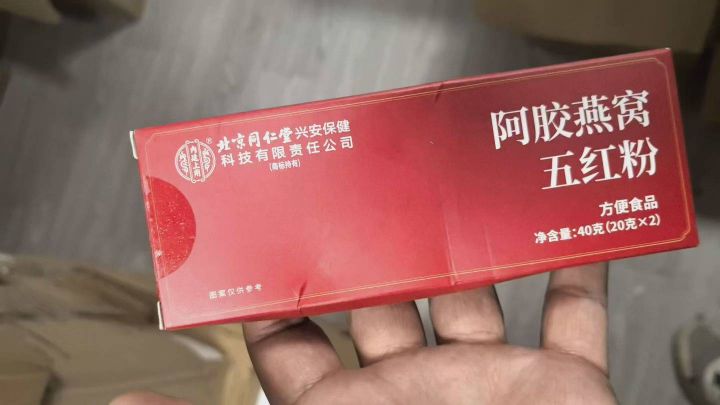 北京同仁堂兴安保健
科技有限责任公司
(商标持有)
阿胶燕窝
五红粉
方便食品
净含量:40克(20克×2)
图案仅供参考